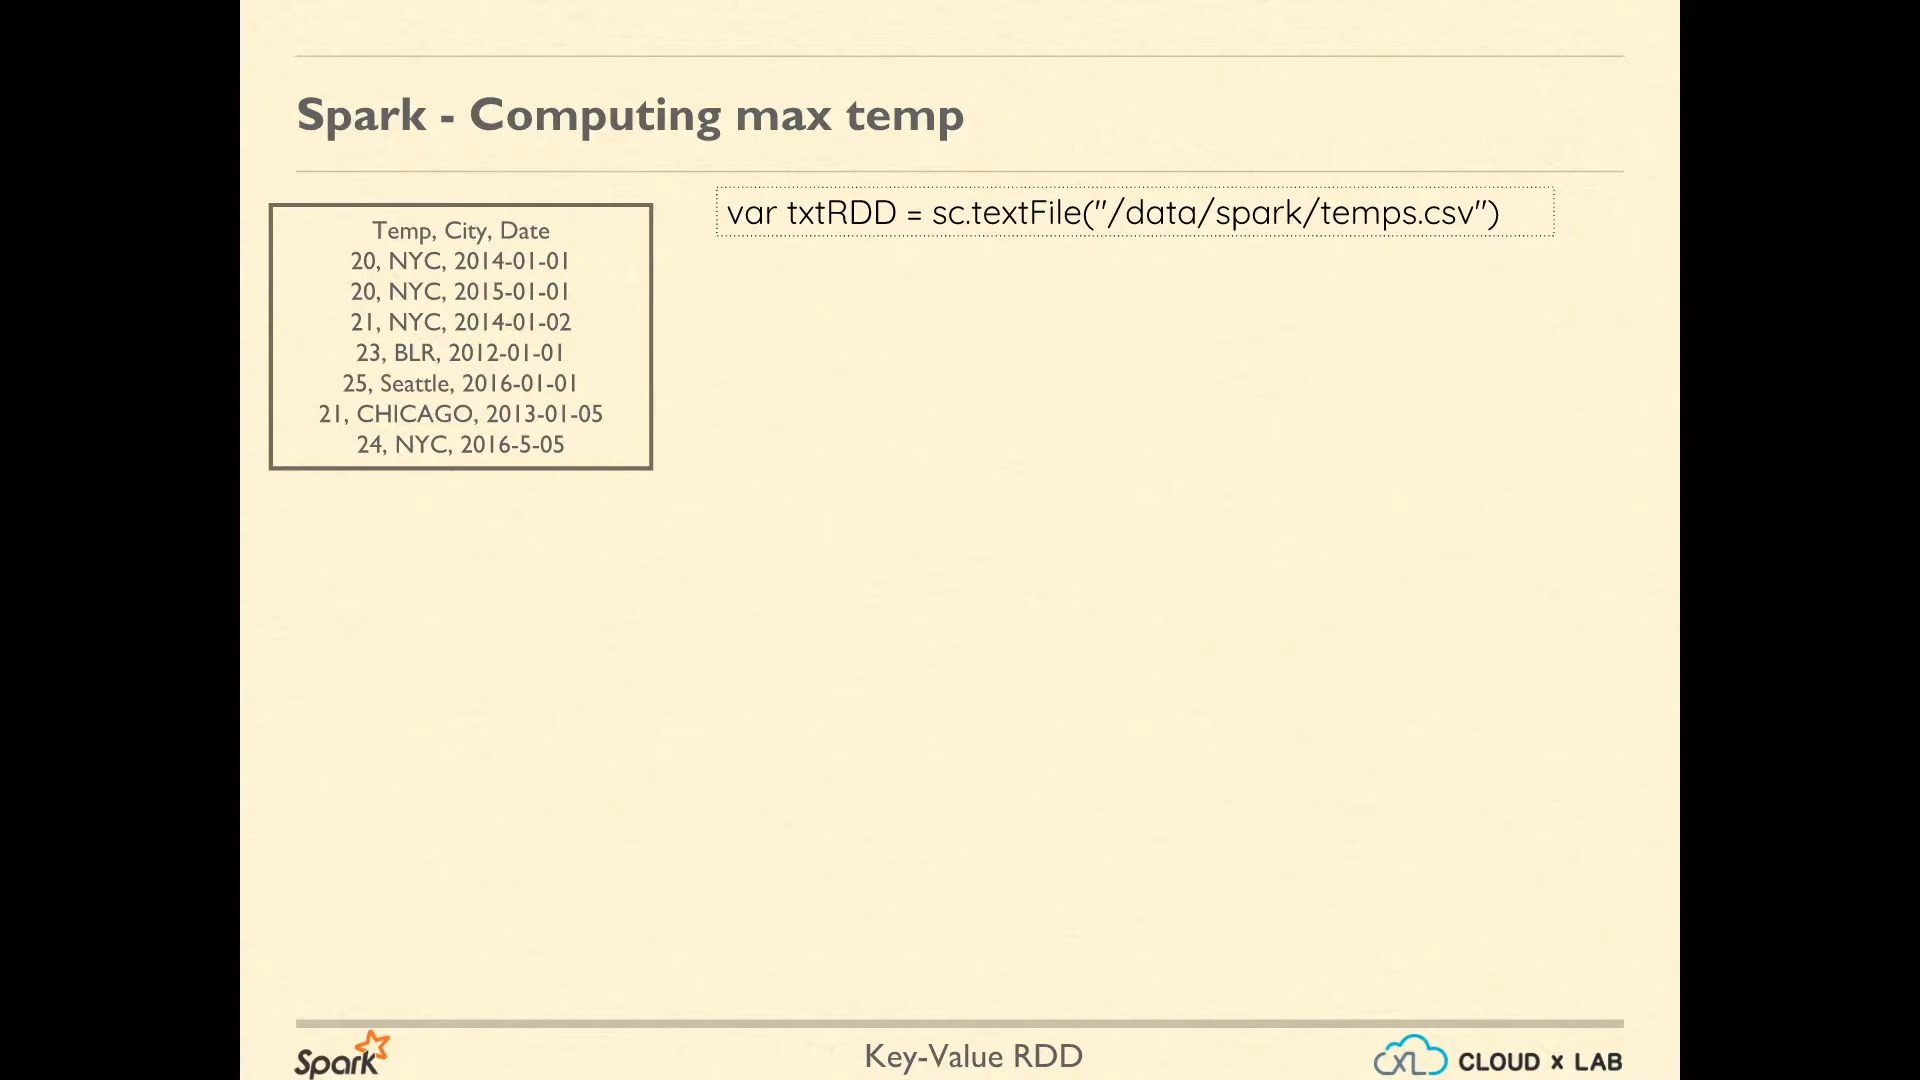 Spark - Computing max temp
Temp, City, Date
20, NYC, 2014-01-01
20, NYC, 2015-01-01
21, NYC, 2014-01-02
23, BLR, 2012-01-01
25, Seattle, 2016-01-01
21, CHICAGO, 2013-01-05
24, NYC, 2016-5-05
var txtRDD = sc.textFile("/data/spark/temps.csv")
Spark
Key-Value RDD
CXL CLOUD x LAB